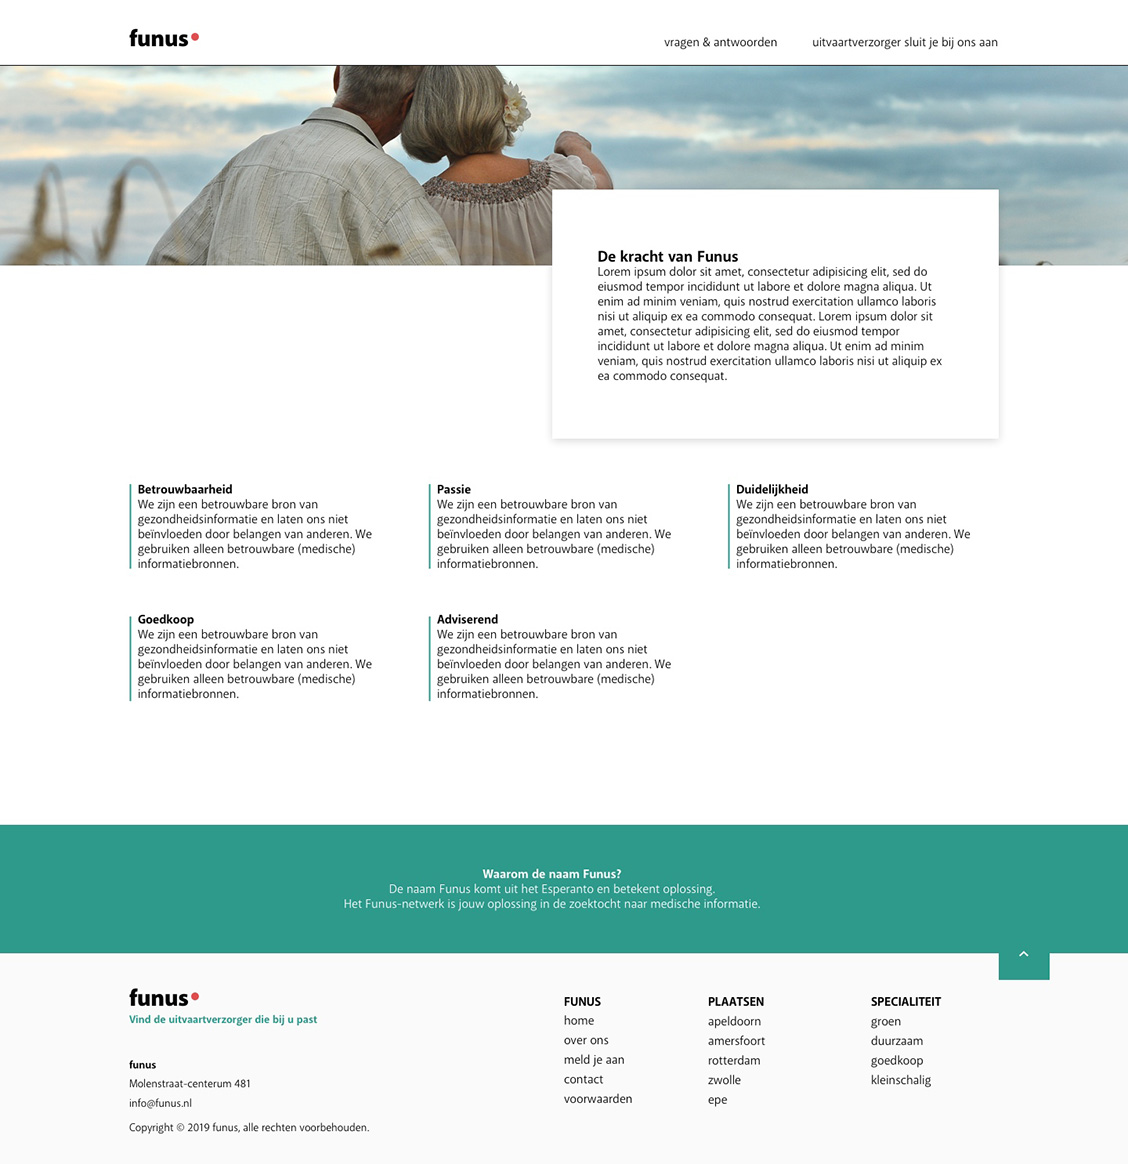 funus
vragen & antwoorden
uitvaartverzorger sluit je bij ons aan
De kracht van Funus
Lorem ipsum dolor sit amet, consectetur adipisicing elit, sed do
eiusmod tempor incididunt ut labore et dolore magna aliqua. Ut
enim ad minim veniam, quis nostrud exercitation ullamco laboris
nisi ut aliquip ex ea commodo consequat. Lorem ipsum dolor sit
amet, consectetur adipisicing elit, sed do eiusmod tempor
incididunt ut labore et dolore magna aliqua. Ut enim ad minim
veniam, quis nostrud exercitation ullamco laboris nisi ut aliquip ex
ea commodo consequat.
Betrouwbaarheid
We zijn een betrouwbare bron van
gezondheidsinformatie en laten ons niet
beïnvloeden door belangen van anderen. We
gebruiken alleen betrouwbare (medische)
informatiebronnen.
Passie
We zijn een betrouwbare bron van
gezondheidsinformatie en laten ons niet
beïnvloeden door belangen van anderen. We
gebruiken alleen betrouwbare (medische)
informatiebronnen.
Duidelijkheid
We zijn een betrouwbare bron van
gezondheidsinformatie en laten ons niet
beïnvloeden door belangen van anderen. We
gebruiken alleen betrouwbare (medische)
informatiebronnen.
Goedkoop
We zijn een betrouwbare bron van
gezondheidsinformatie en laten ons niet
beïnvloeden door belangen van anderen. We
gebruiken alleen betrouwbare (medische)
informatiebronnen.
Adviserend
We zijn een betrouwbare bron van
gezondheidsinformatie en laten ons niet
beïnvloeden door belangen van anderen. We
gebruiken alleen betrouwbare (medische)
informatiebronnen.
Waarom de naam Funus?
De naam Funus komt uit het Esperanto en betekent oplossing.
Het Funus-netwerk is jouw oplossing in de zoektocht naar medische informatie.
funus
Vind de uitvaartverzorger die bij u past
funus
Molenstraat-centerum 481
info@funus.nl
Copyright © 2019 funus, alle rechten voorbehouden.
FUNUS
home
over ons
meld je aan
contact
voorwaarden
PLAATSEN
apeldoorn
amersfoort
rotterdam
zwolle
epe
SPECIALITEIT
groen
duurzaam
goedkoop
kleinschalig